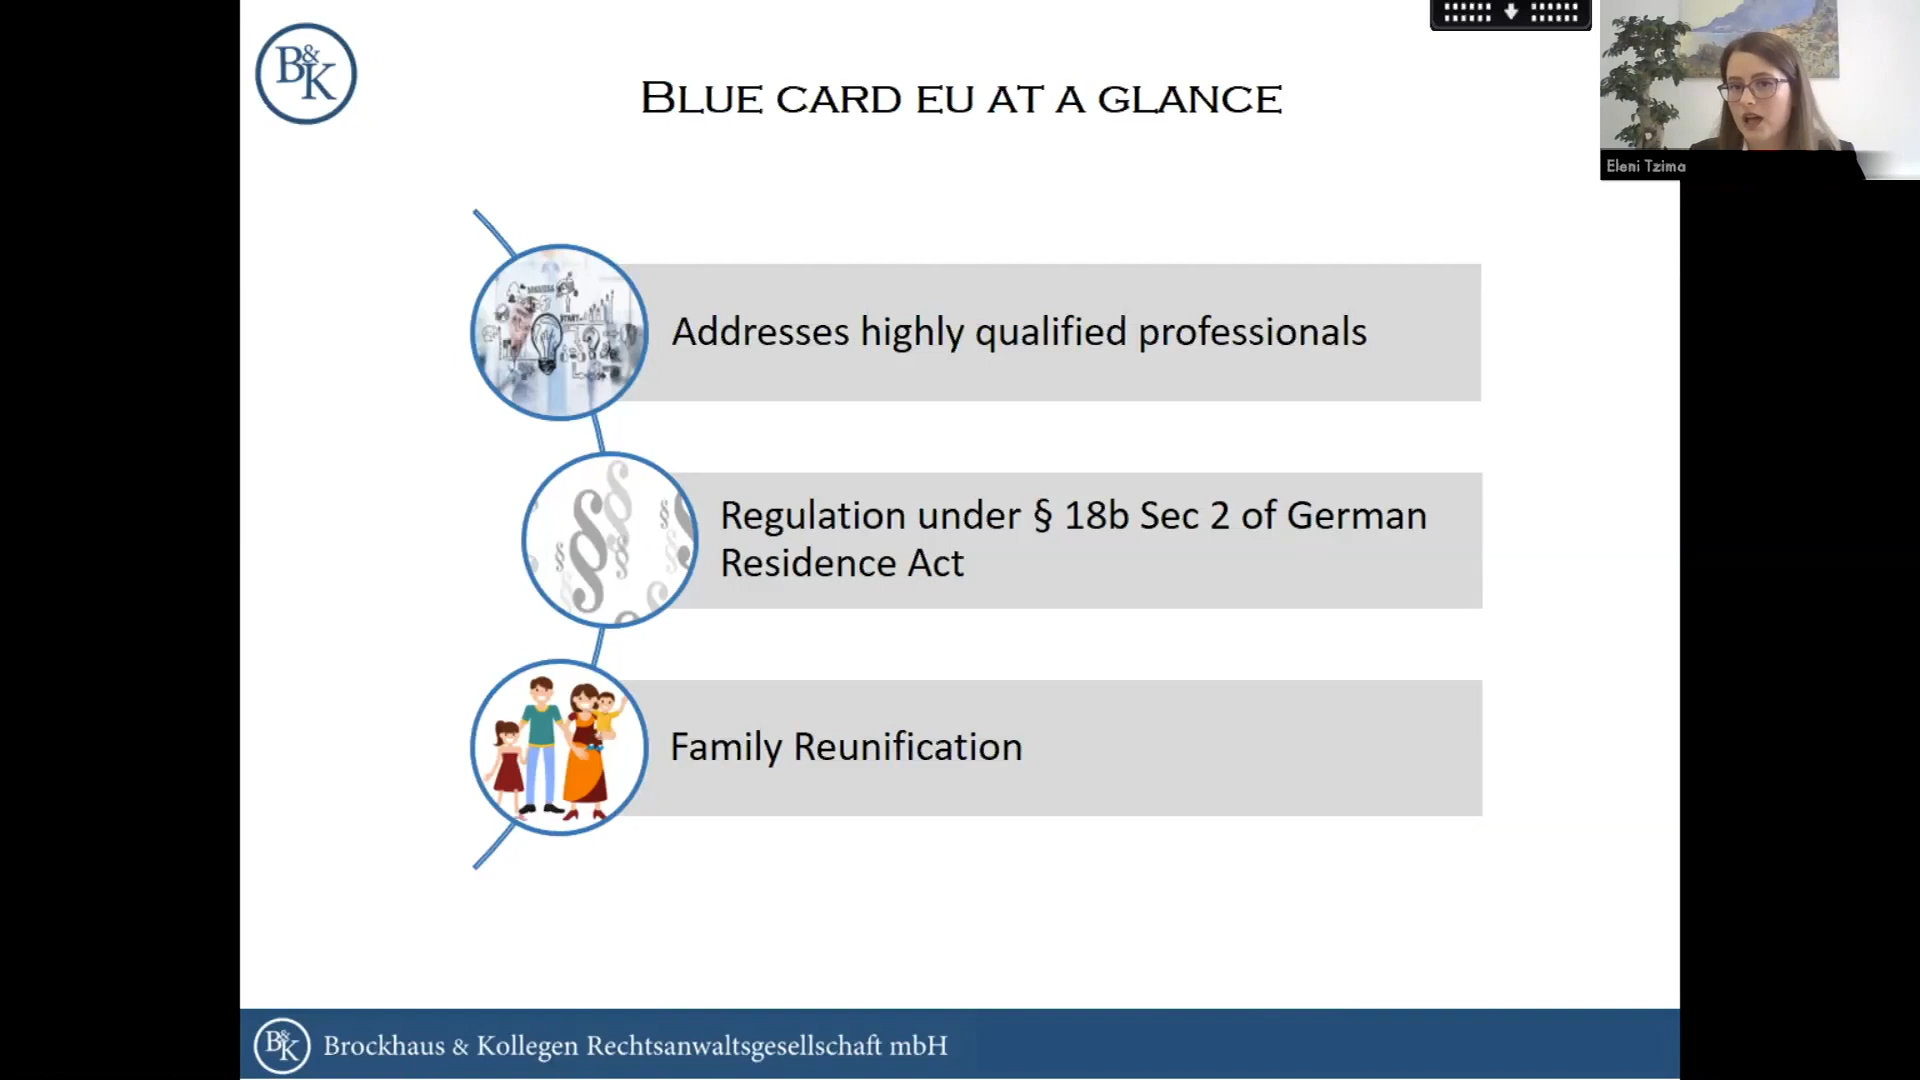 B&K
BLUE CARD EU AT A GLANCE
Eleni Tzima
Addresses highly qualified professionals
Regulation under § 18b Sec 2 of German
Residence Act
Family Reunification
B&K
Brockhaus & Kollegen Rechtsanwaltsgesellschaft mbH